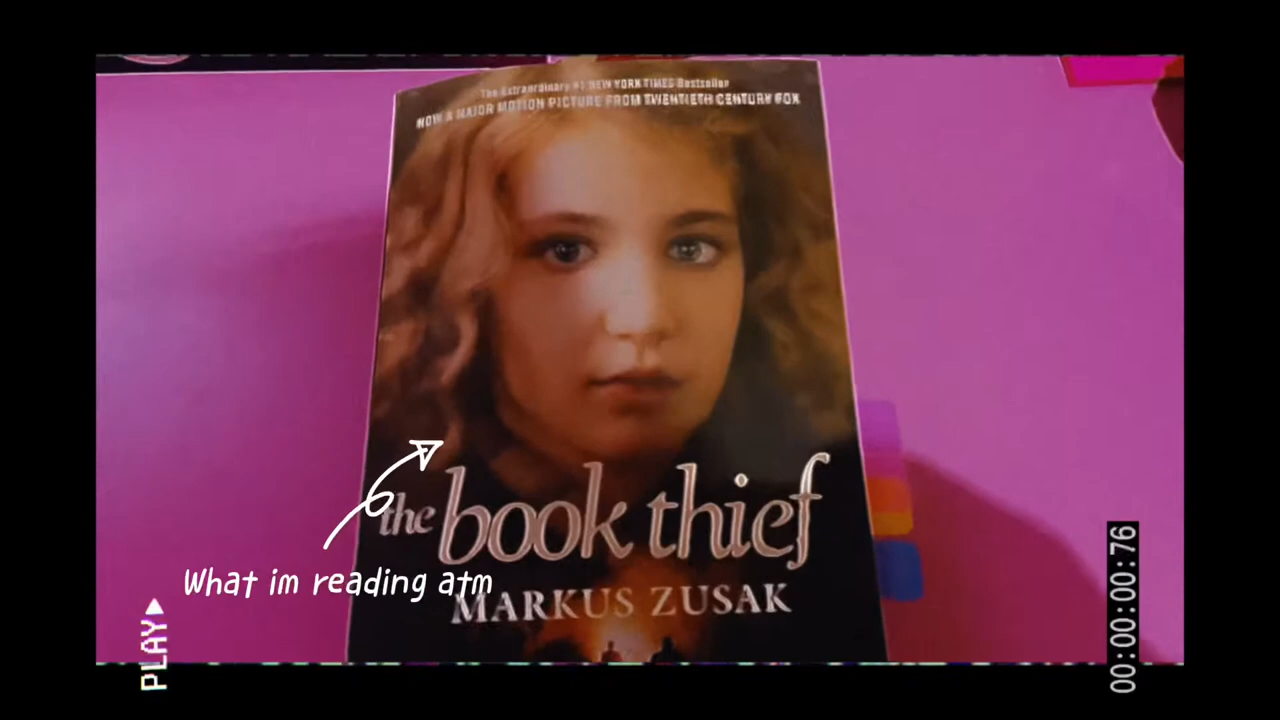 The Extraordinary #1 NEW YORK TIMES Bestseller
NOW A MAJOR MOTION PICTURE FROM TWENTIETH CENTURY FOX
the book thief
What im reading atm
MARKUS ZUSAK
PLAY
00:00:00:76